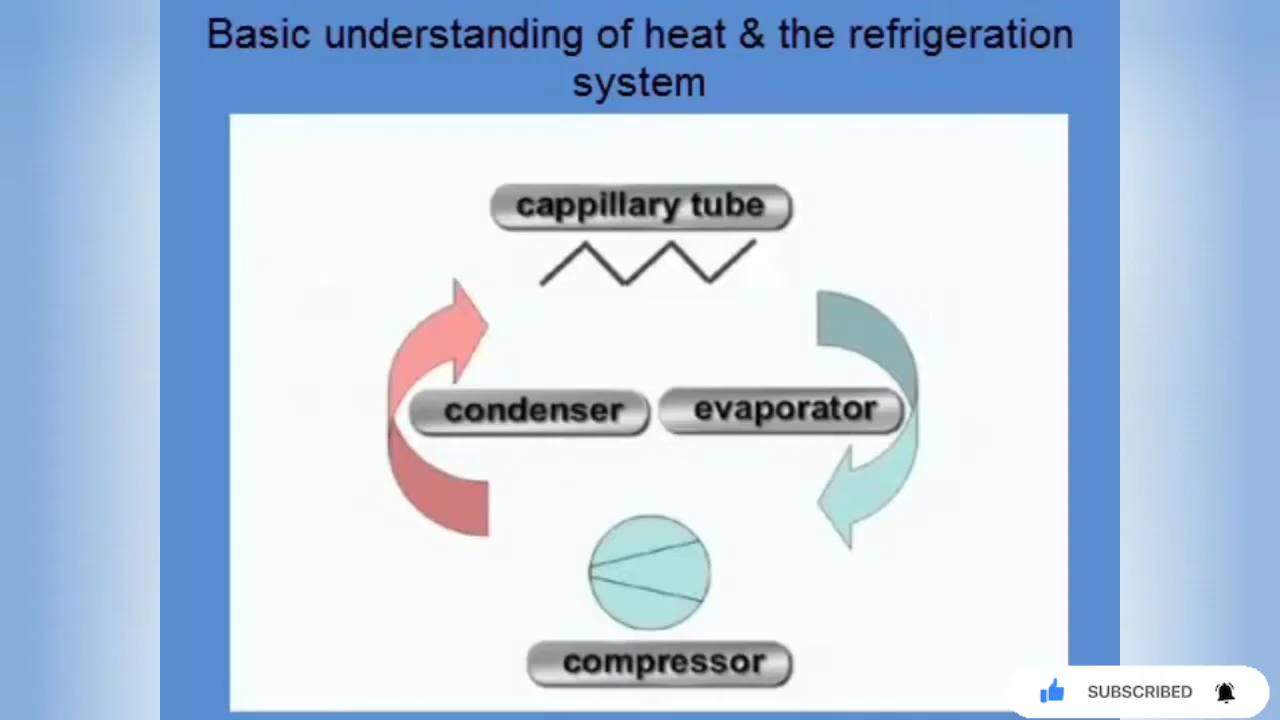 Basic understanding of heat & the refrigeration
system
cappillary tube
condenser
evaporator
compressor
SUBSCRIBED